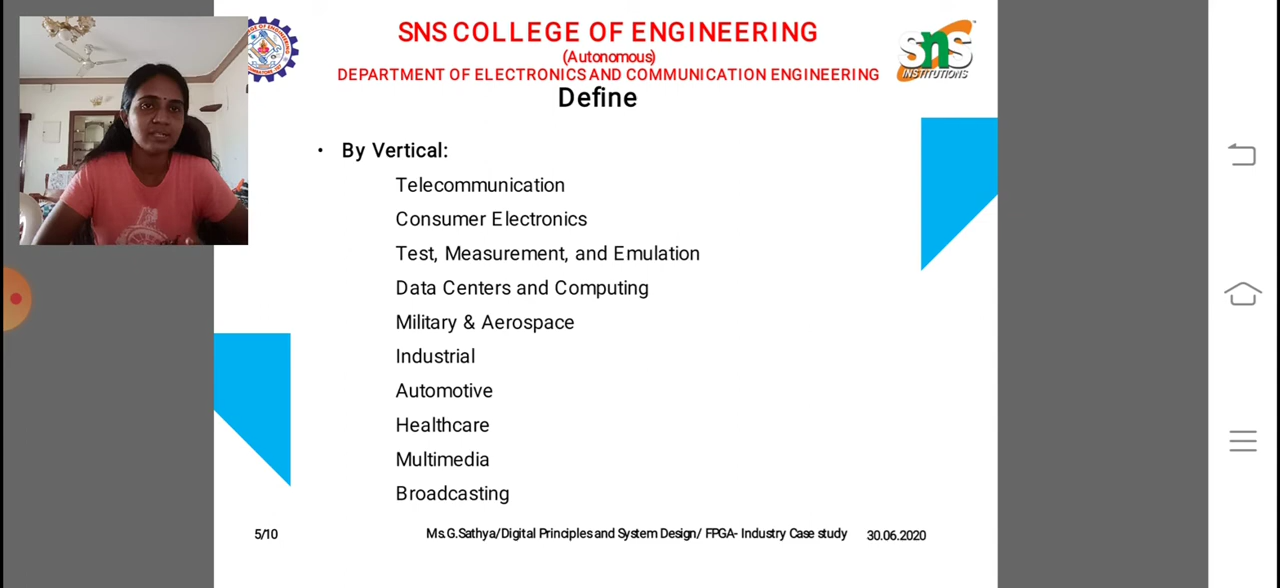 SNS COLLEGE OF ENGINEERING
(Autonomous)
DEPARTMENT OF ELECTRONICS AND COMMUNICATION ENGINEERING
Define
SNS
INSTITUTIONS
• By Vertical:
Telecommunication
Consumer Electronics
Test, Measurement, and Emulation
Data Centers and Computing
Military & Aerospace
Industrial
Automotive
Healthcare
Multimedia
Broadcasting
5/10
Ms.G.Sathya/Digital Principles and System Design/ FPGA- Industry Case study
30.06.2020